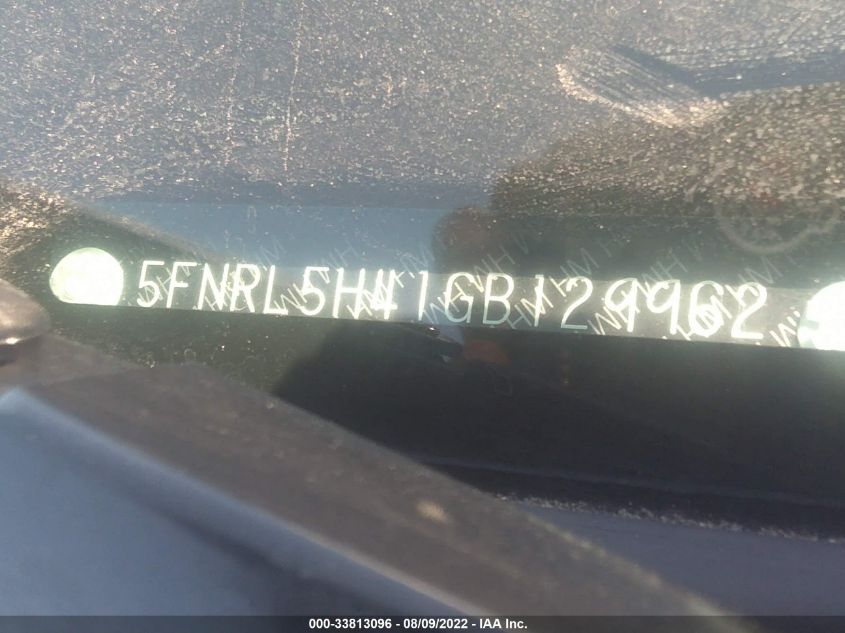 5FNRL5H41GB129962
000-33813096 - 08/09/2022 - IAA Inc.